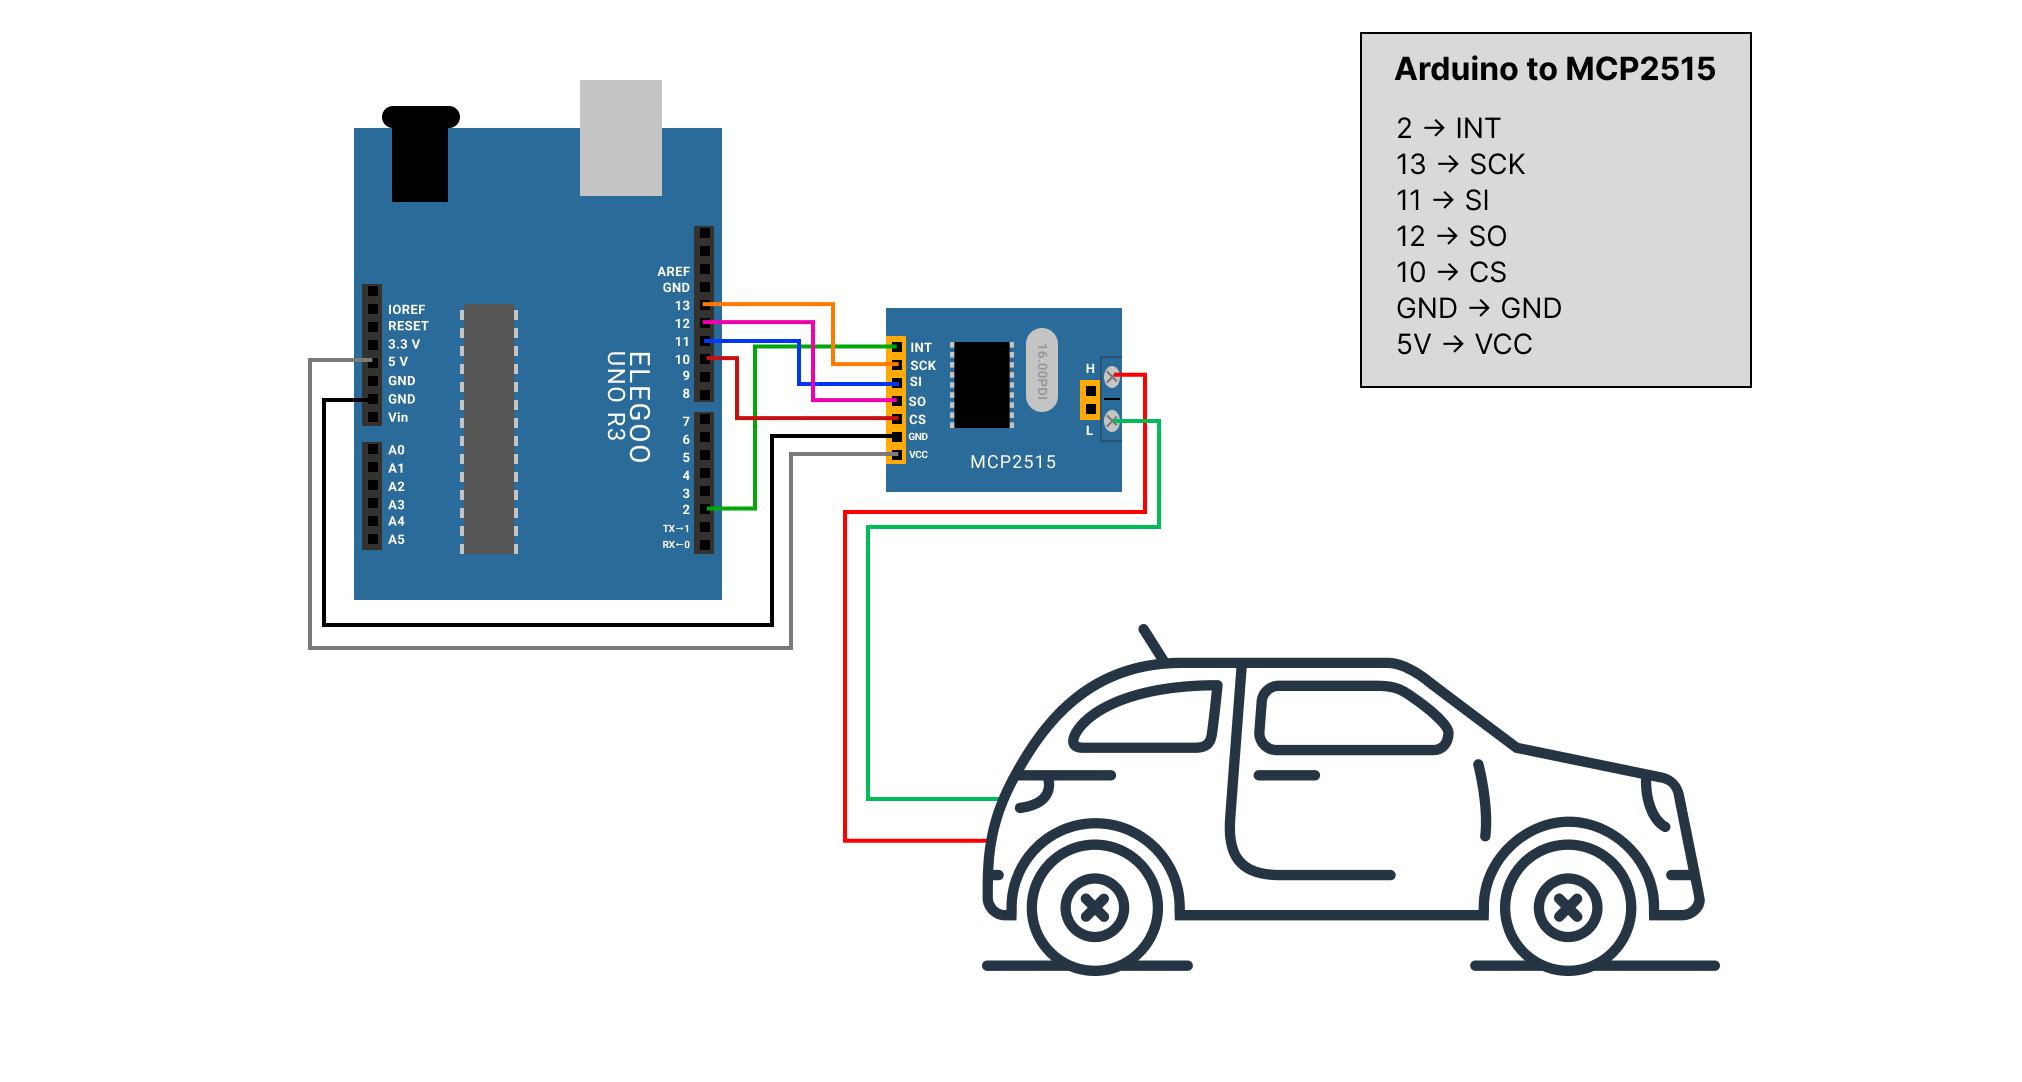 Arduino to MCP2515
2 → INT
13 → SCK
11 → SI
12 → SO
10 → CS
GND → GND
5V → VCC
IOREF
RESET
3.3 V
5 V
GND
GND
Vin
A0
A1
A2
A3
A4
A5
ELEGOO
UNO R3
AREF
GND
13
12
11
10
9
8
7
6
5
4
3
2
TX→1
RX←0
INT
SCK
SI
SO
CS
GND
VCC
16.00PDI
MCP2515
H
L